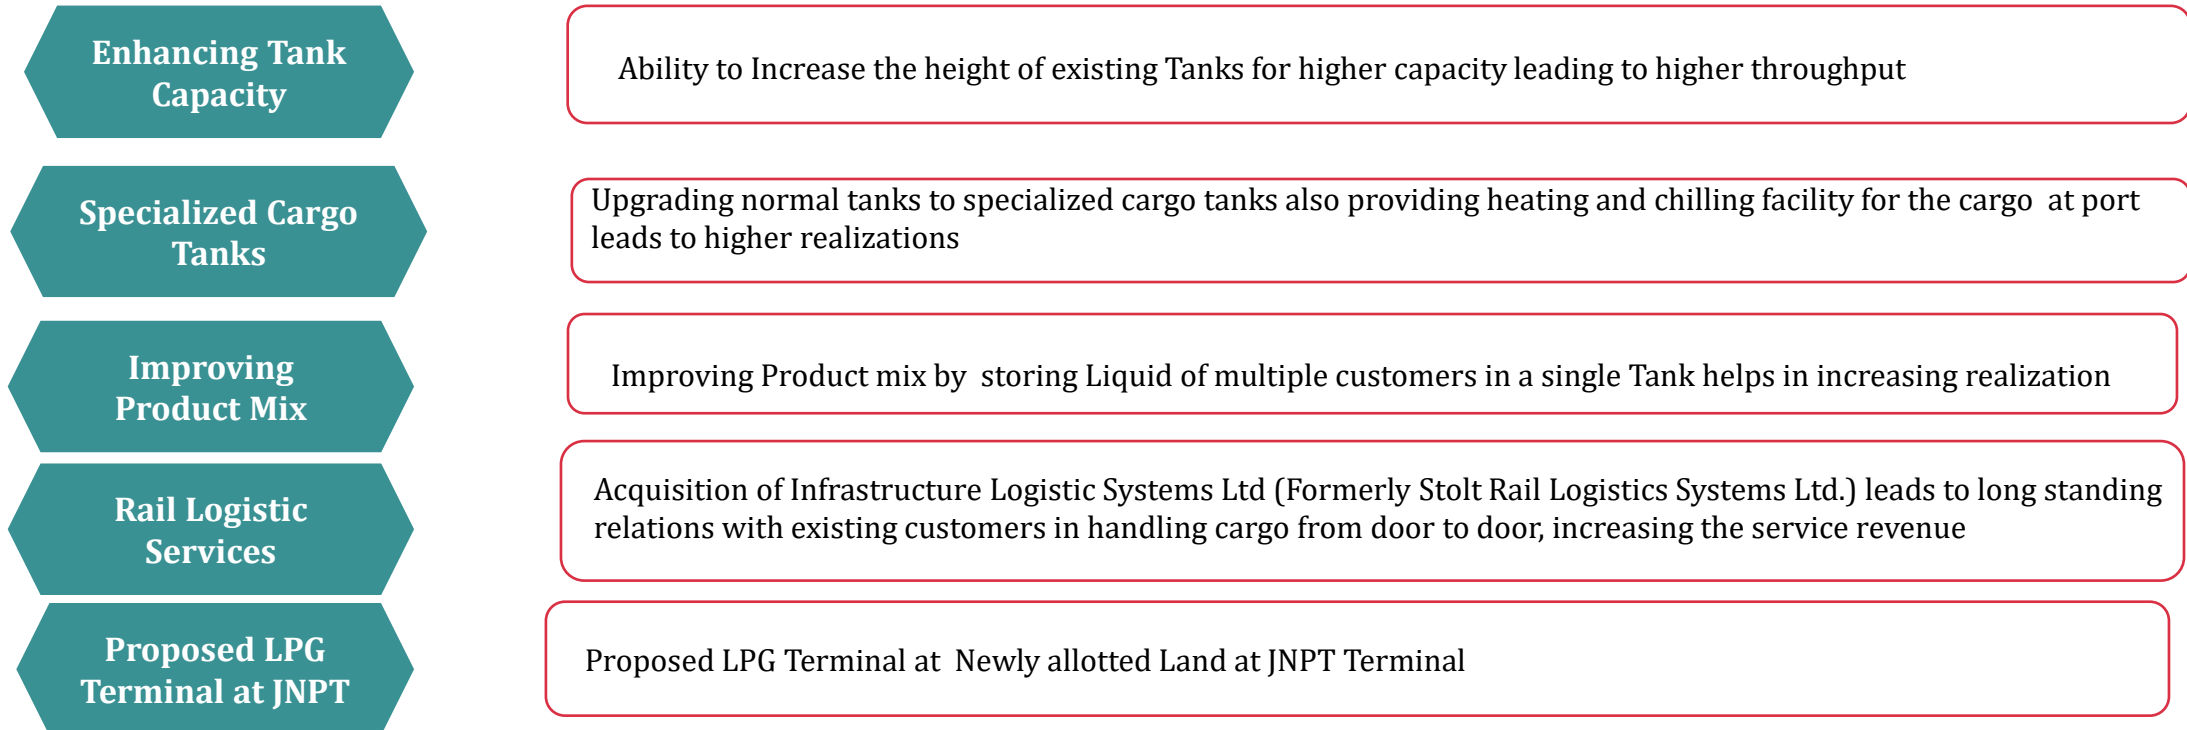 Enhancing Tank
Capacity
Ability to Increase the height of existing Tanks for higher capacity leading to higher throughput
Specialized Cargo
Tanks
Upgrading normal tanks to specialized cargo tanks also providing heating and chilling facility for the cargo at port
leads to higher realizations
Improving
Product Mix
Improving Product mix by storing Liquid of multiple customers in a single Tank helps in increasing realization
Rail Logistic
Services
Acquisition of Infrastructure Logistic Systems Ltd (Formerly Stolt Rail Logistics Systems Ltd.) leads to long standing
relations with existing customers in handling cargo from door to door, increasing the service revenue
Proposed LPG
Terminal at JNPT
Proposed LPG Terminal at Newly allotted Land at JNPT Terminal